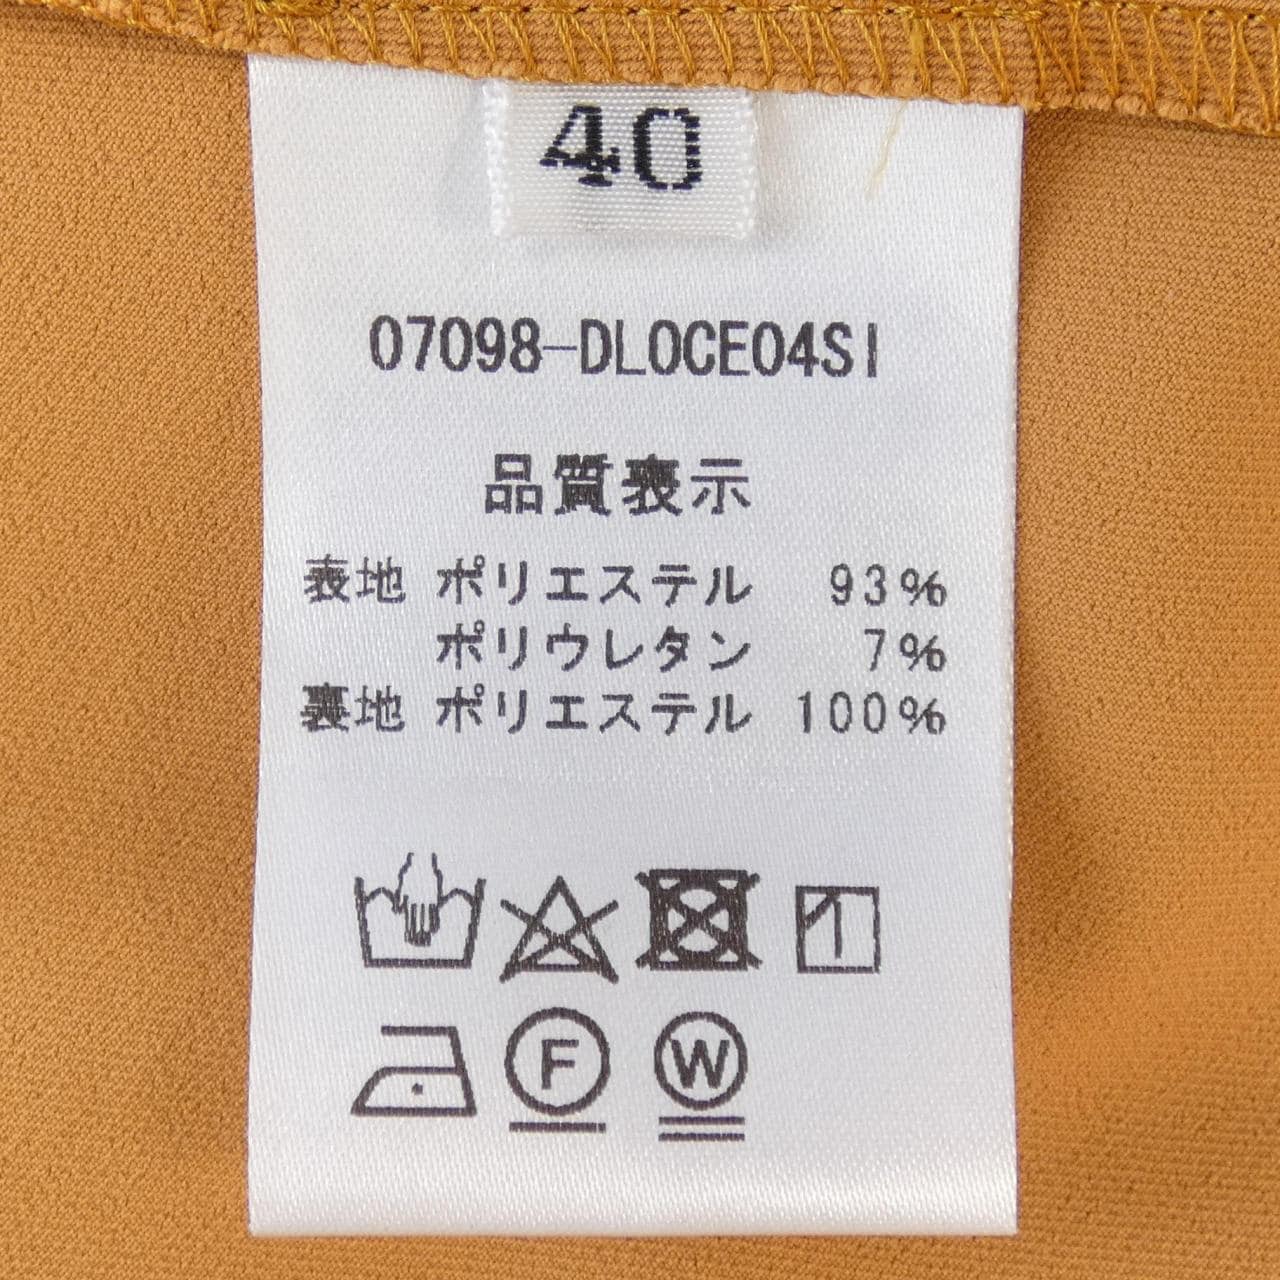 40
07098-DL0CE04SI
品質表示
表地 ポリエステル 93%
ポリウレタン 7%
裏地 ポリエステル 100%
F W